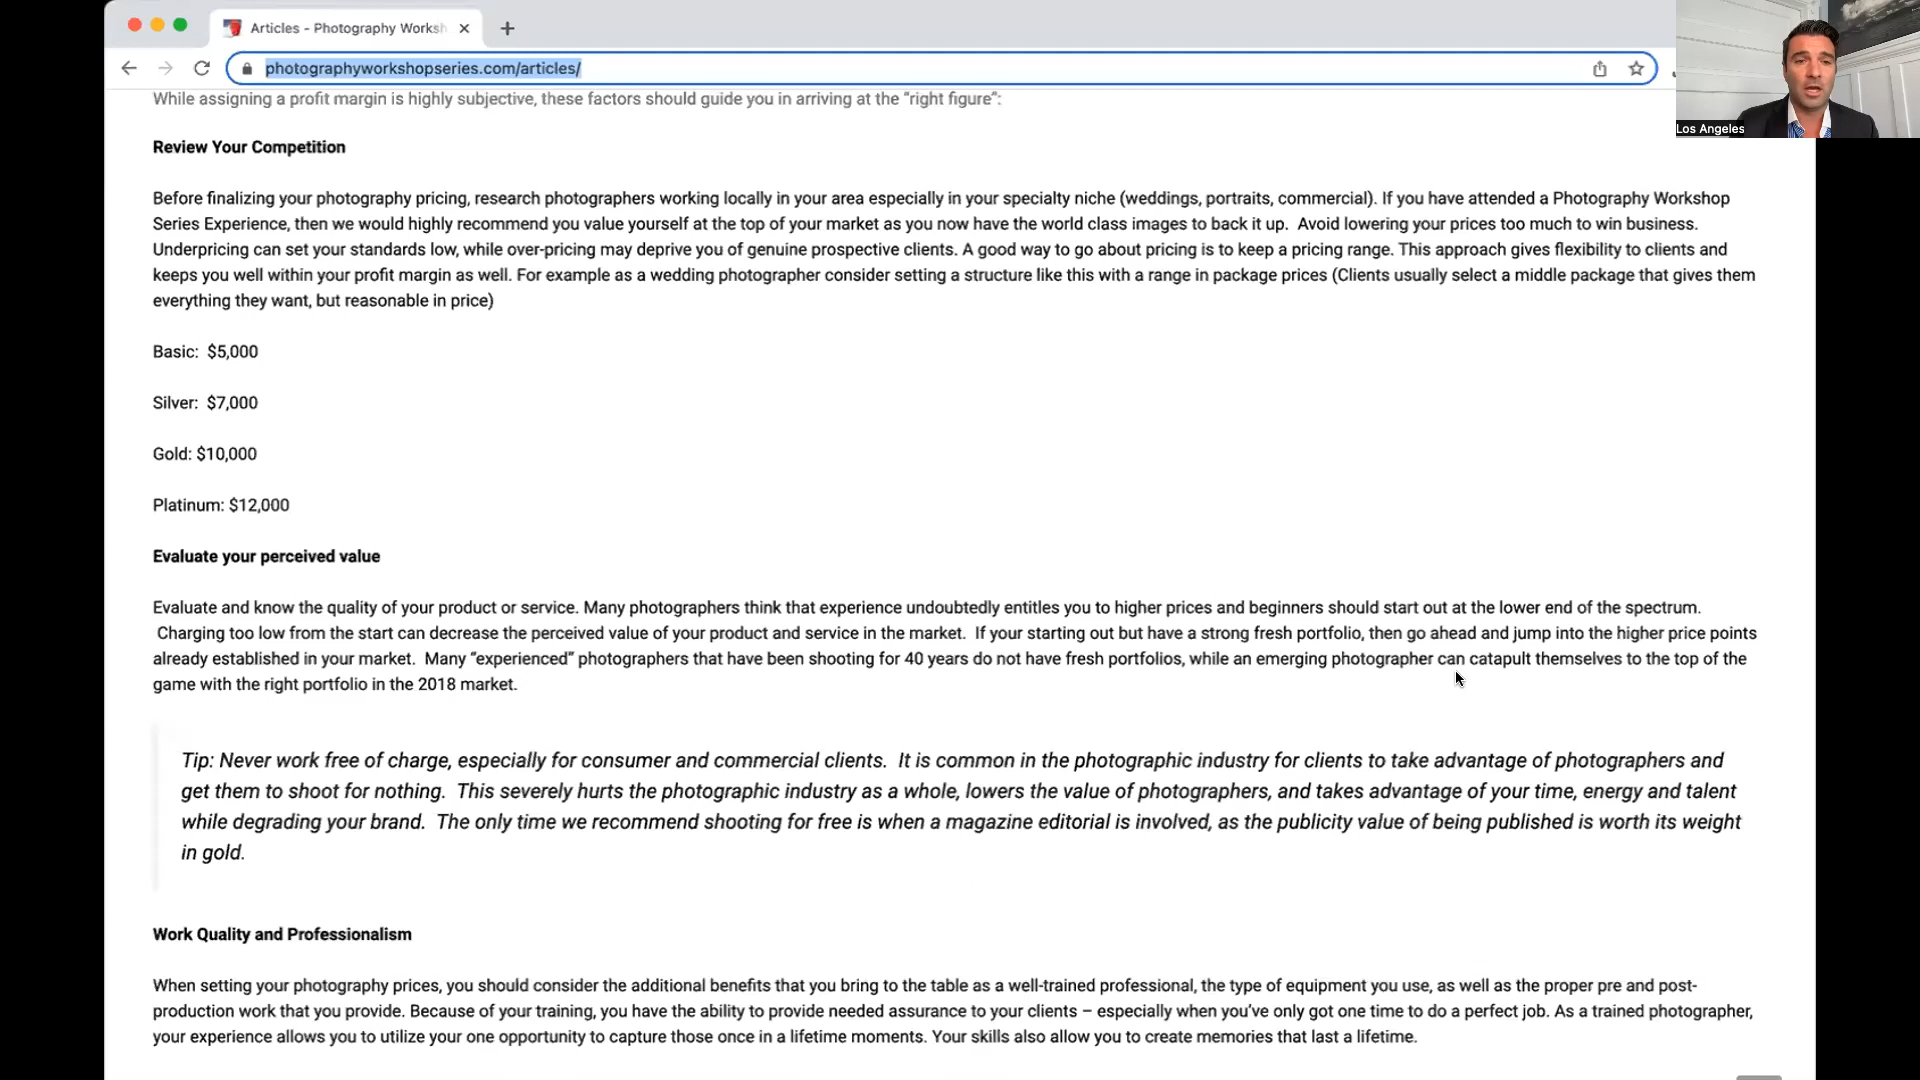 Articles - Photography Worksh
photographyworkshopseries.com/articles/
Los Angeles
While assigning a profit margin is highly subjective, these factors should guide you in arriving at the “right figure”:
Review Your Competition
Before finalizing your photography pricing, research photographers working locally in your area especially in your specialty niche (weddings, portraits, commercial). If you have attended a Photography Workshop
Series Experience, then we would highly recommend you value yourself at the top of your market as you now have the world class images to back it up.  Avoid lowering your prices too much to win business.
Underpricing can set your standards low, while over-pricing may deprive you of genuine prospective clients. A good way to go about pricing is to keep a pricing range. This approach gives flexibility to clients and
keeps you well within your profit margin as well. For example as a wedding photographer consider setting a structure like this with a range in package prices (Clients usually select a middle package that gives them
everything they want, but reasonable in price)
Basic:  $5,000
Silver:  $7,000
Gold: $10,000
Platinum: $12,000
Evaluate your perceived value
Evaluate and know the quality of your product or service. Many photographers think that experience undoubtedly entitles you to higher prices and beginners should start out at the lower end of the spectrum.
Charging too low from the start can decrease the perceived value of your product and service in the market.  If your starting out but have a strong fresh portfolio, then go ahead and jump into the higher price points
already established in your market.  Many “experienced” photographers that have been shooting for 40 years do not have fresh portfolios, while an emerging photographer can catapult themselves to the top of the
game with the right portfolio in the 2018 market.
Tip: Never work free of charge, especially for consumer and commercial clients.  It is common in the photographic industry for clients to take advantage of photographers and
get them to shoot for nothing.  This severely hurts the photographic industry as a whole, lowers the value of photographers, and takes advantage of your time, energy and talent
while degrading your brand.  The only time we recommend shooting for free is when a magazine editorial is involved, as the publicity value of being published is worth its weight
in gold.
Work Quality and Professionalism
When setting your photography prices, you should consider the additional benefits that you bring to the table as a well-trained professional, the type of equipment you use, as well as the proper pre and post-
production work that you provide. Because of your training, you have the ability to provide needed assurance to your clients – especially when you’ve only got one time to do a perfect job. As a trained photographer,
your experience allows you to utilize your one opportunity to capture those once in a lifetime moments. Your skills also allow you to create memories that last a lifetime.